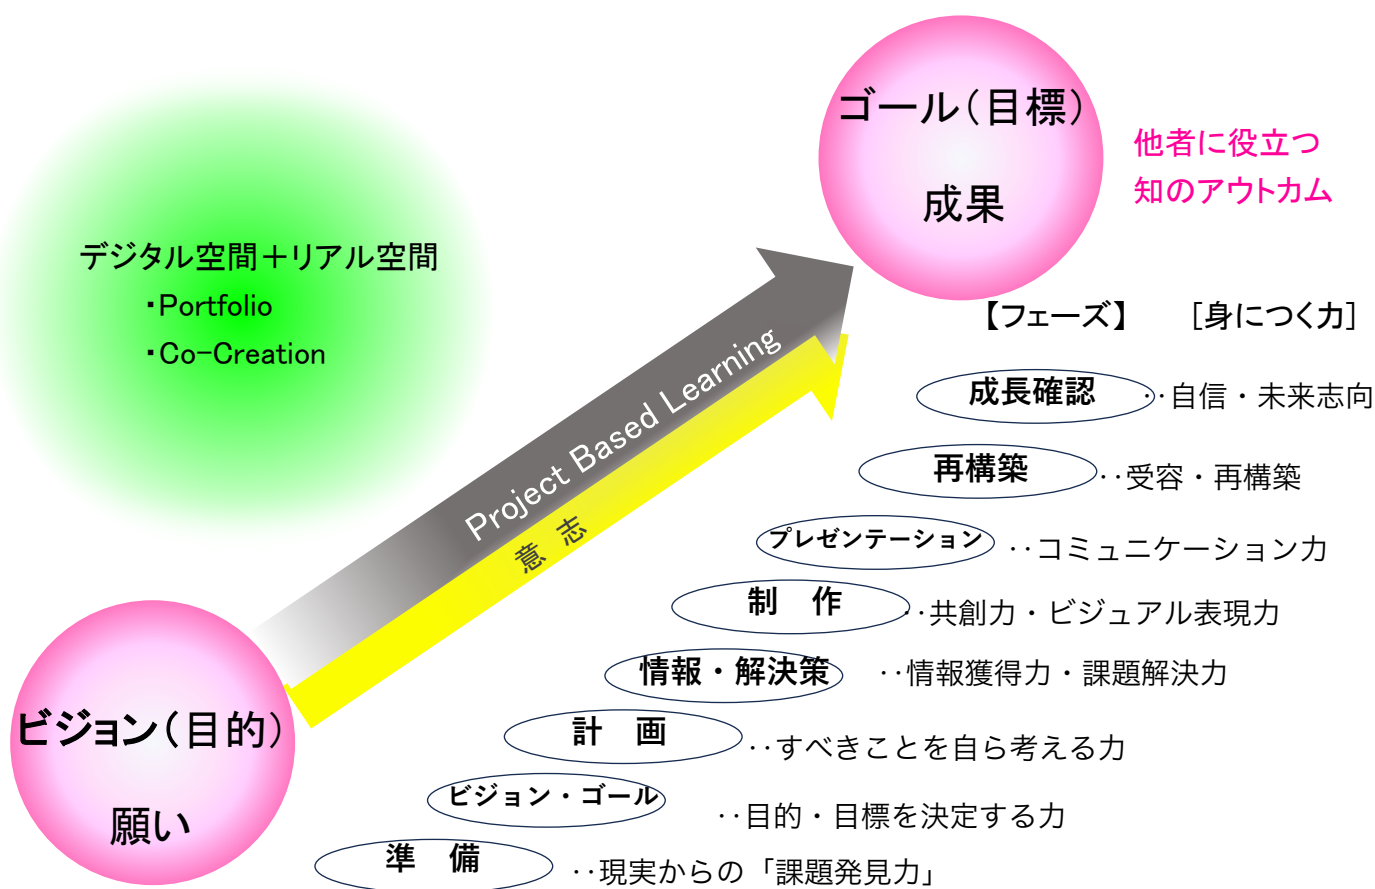 ゴール（目標）
成果
他者に役立つ
知のアウトカム
デジタル空間＋リアル空間
・Portfolio
・Co-Creation
Project Based Learning
意 志
ビジョン（目的）
願い
【フェーズ】 ［身につく力］
成長確認 ‥自信・未来志向
再構築 ‥受容・再構築
プレゼンテーション ‥コミュニケーション力
制　作 ‥共創力・ビジュアル表現力
情報・解決策 ‥情報獲得力・課題解決力
計　画 ‥すべきことを自ら考える力
ビジョン・ゴール ‥目的・目標を決定する力
準　備 ‥現実からの「課題発見力」